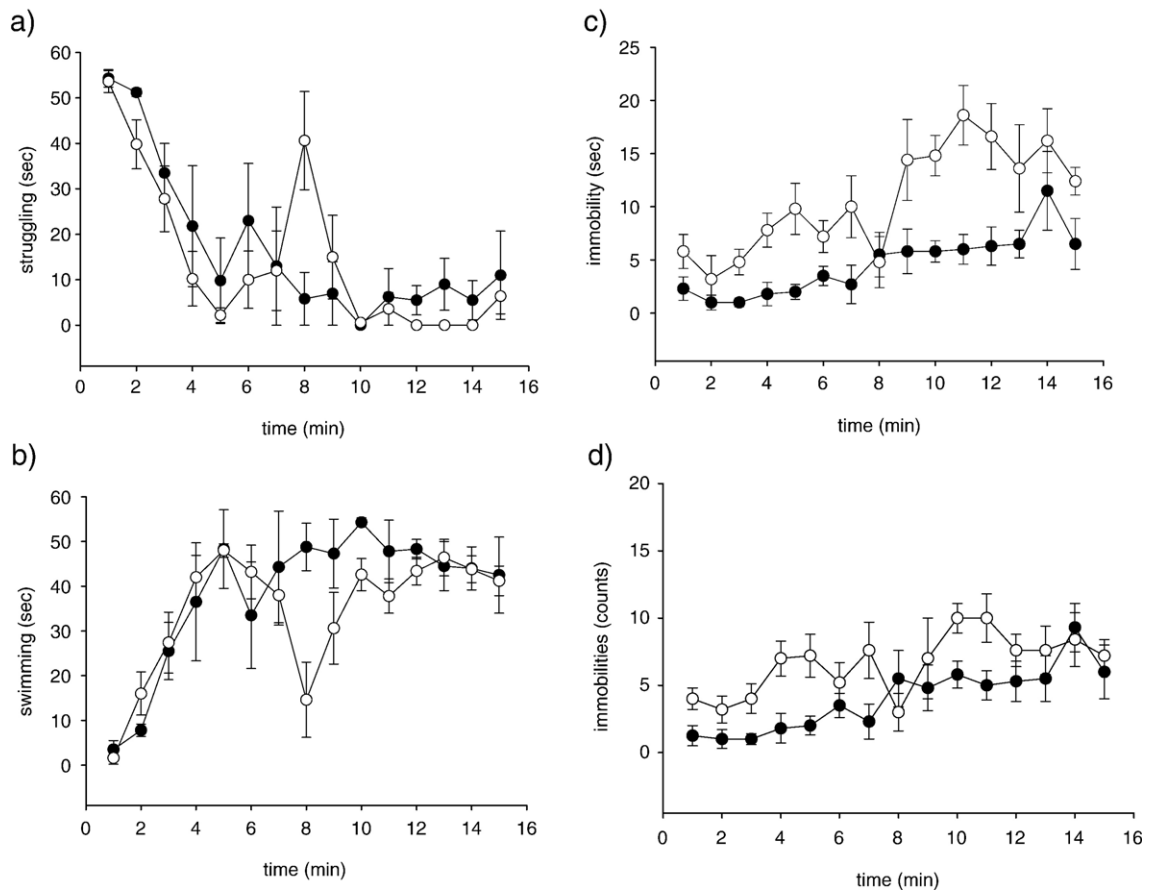 a)
60
50
40
30
20
10
0
struggling (sec)
0 2 4 6 8 10 12 14 16
time (min)
b)
60
50
40
30
20
10
0
swimming (sec)
0 2 4 6 8 10 12 14 16
time (min)
c)
25
20
15
10
5
0
immobility (sec)
0 2 4 6 8 10 12 14 16
time (min)
d)
20
15
10
5
0
immobilities (counts)
0 2 4 6 8 10 12 14 16
time (min)